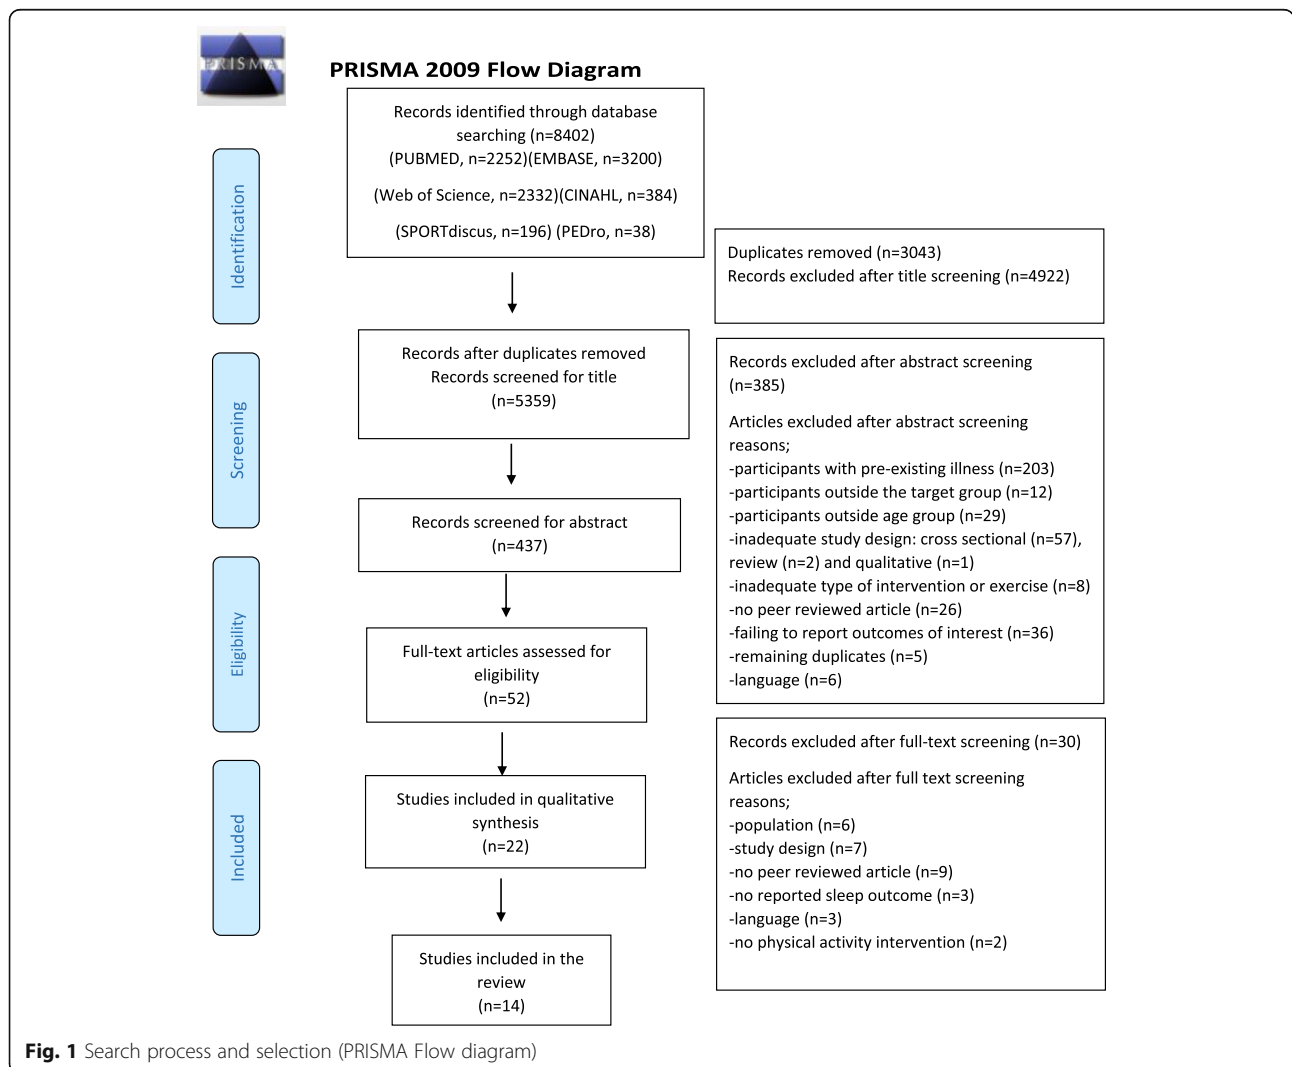 PRISMA
PRISMA 2009 Flow Diagram
Records identified through database
searching (n=8402)
(PUBMED, n=2252)(EMBASE, n=3200)
(Web of Science, n=2332)(CINAHL, n=384)
(SPORTdiscus, n=196) (PEDro, n=38)
Identification
Duplicates removed (n=3043)
Records excluded after title screening (n=4922)
Records after duplicates removed
Records screened for title
(n=5359)
Screening
Records excluded after abstract screening
(n=385)
Articles excluded after abstract screening
reasons;
-participants with pre-existing illness (n=203)
-participants outside the target group (n=12)
-participants outside age group (n=29)
-inadequate study design: cross sectional (n=57),
review (n=2) and qualitative (n=1)
-inadequate type of intervention or exercise (n=8)
-no peer reviewed article (n=26)
-failing to report outcomes of interest (n=36)
-remaining duplicates (n=5)
-language (n=6)
Records screened for abstract
(n=437)
Eligibility
Full-text articles assessed for
eligibility
(n=52)
Records excluded after full-text screening (n=30)
Articles excluded after full text screening
reasons;
-population (n=6)
-study design (n=7)
-no peer reviewed article (n=9)
-no reported sleep outcome (n=3)
-language (n=3)
-no physical activity intervention (n=2)
Included
Studies included in qualitative
synthesis
(n=22)
Studies included in the
review
(n=14)
Fig. 1 Search process and selection (PRISMA Flow diagram)